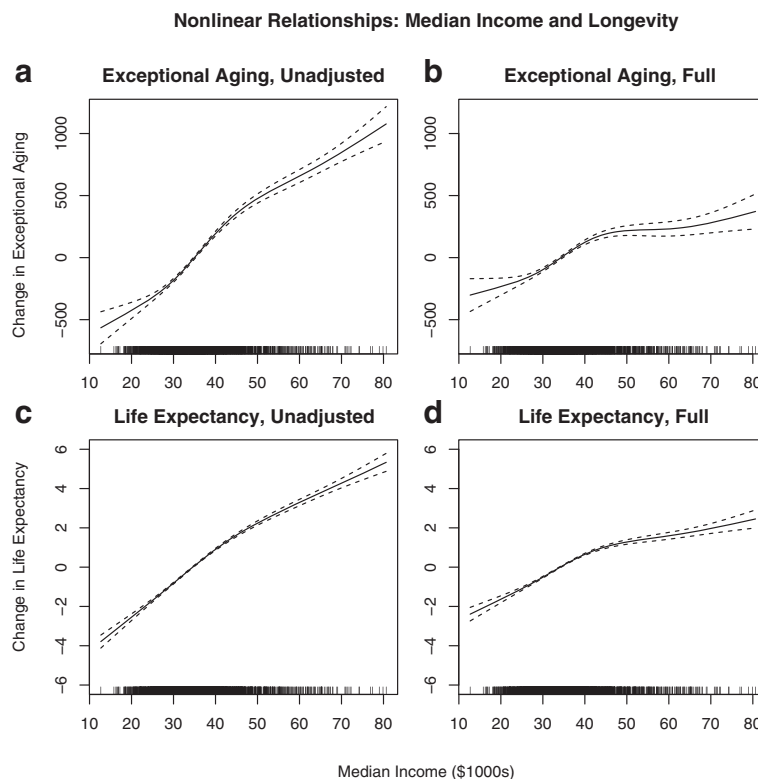 Nonlinear Relationships: Median Income and Longevity
a Exceptional Aging, Unadjusted
b Exceptional Aging, Full
Change in Exceptional Aging
1000
500
0
−500
10 20 30 40 50 60 70 80
1000
500
0
−500
10 20 30 40 50 60 70 80
c Life Expectancy, Unadjusted
d Life Expectancy, Full
Change in Life Expectancy
6
4
2
0
−2
−4
−6
10 20 30 40 50 60 70 80
6
4
2
0
−2
−4
−6
10 20 30 40 50 60 70 80
Median Income ($1000s)